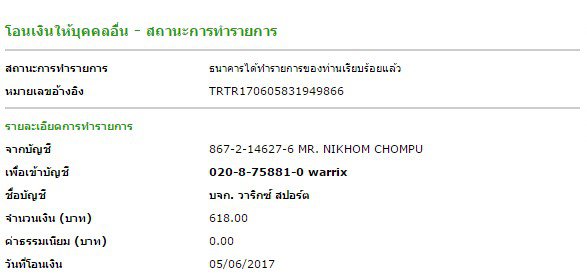 โอนเงินให้บุคคลอื่น - สถานะการทำรายการ
สถานะการทำรายการ ธนาคารได้ทำรายการของท่านเรียบร้อยแล้ว
หมายเลขอ้างอิง TRTR170605831949866
รายละเอียดการทำรายการ
จากบัญชี 867-2-14627-6 MR. NIKHOM CHOMPU
เพื่อเข้าบัญชี 020-8-75881-0 warrix
ชื่อบัญชี บจก. วาริกซ์ สปอร์ต
จำนวนเงิน (บาท) 618.00
ค่าธรรมเนียม (บาท) 0.00
วันที่โอนเงิน 05/06/2017